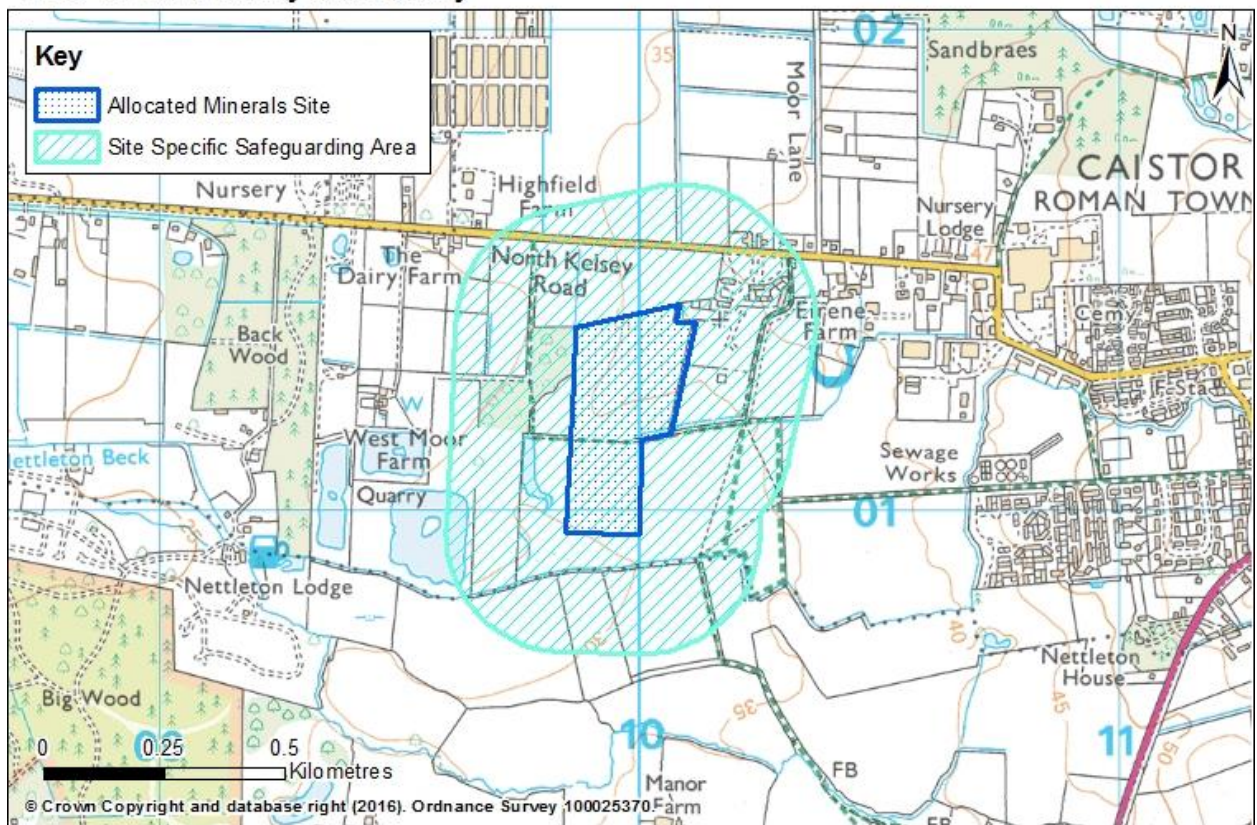 Key
Allocated Minerals Site
Site Specific Safeguarding Area
N
02
35
Sandbraes
Moor Lane
CAISTOR
ROMAN TOWN
Nursery
Highfield
Farm
Nursery
Lodge
47
The
Dairy Farm
North Kelsey
Road
Eirene
Farm
Cemy
Back
Wood
F Sta
W
West Moor
Farm
Nettleton Beck
Quarry
Sewage
Works
01
25
Nettleton Lodge
30
40
Nettleton
House
Big Wood
35
45
10
11
50
0
0.25
0.5
Kilometres
Manor
Farm
FB
FB
© Crown Copyright and database right (2016). Ordnance Survey 100025370.